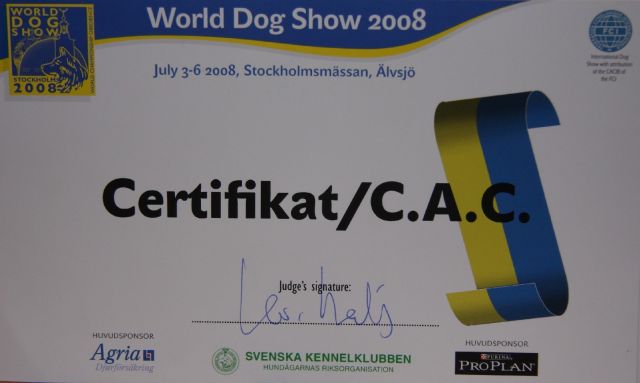 WORLD
DOG
SHOW
STOCKHOLM
2008
World Dog Show 2008
July 3-6 2008, Stockholmsmässan, Älvsjö
FCI
International Dog
Show with attribution
of the CACIB of
the FCI
Certifikat/C.A.C.
Judge's signature:
HUVUDSPONSOR
Agria
Djurförsäkring
SVENSKA KENNELKLUBBEN
HUNDÄGARNAS RIKSORGANISATION
HUVUDSPONSOR
PURINA
PRO PLAN